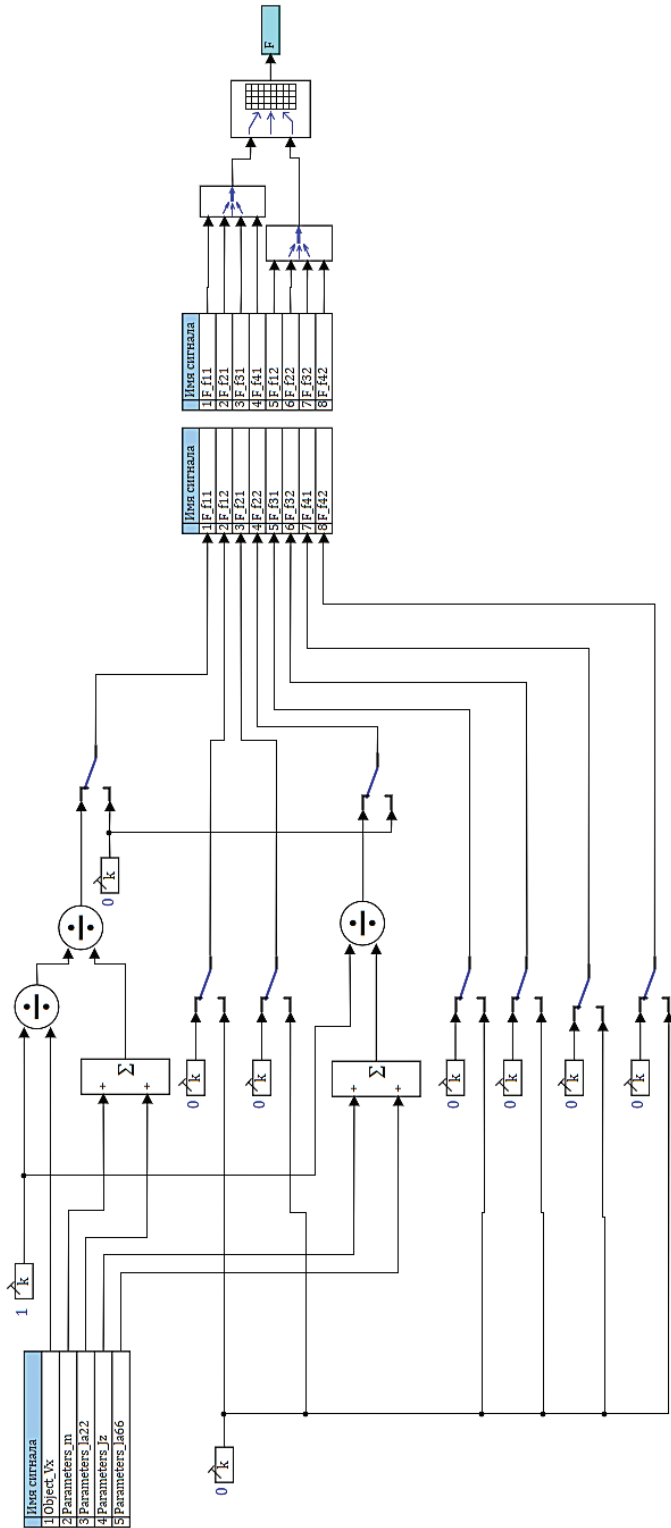 Имя сигнала
1 Object_Vx
2 Parameters_m
3 Parameters_la22
4 Parameters_Jz
5 Parameters_la66
1
k
0
k
Σ
+
+
÷
÷
0
k
0
k
0
k
Σ
+
+
÷
0
k
0
k
0
k
0
k
Имя сигнала
1 F_f11
2 F_f12
3 F_f21
4 F_f22
5 F_f31
6 F_f32
7 F_f41
8 F_f42
Имя сигнала
1 F_f11
2 F_f21
3 F_f31
4 F_f41
5 F_f12
6 F_f22
7 F_f32
8 F_f42
F